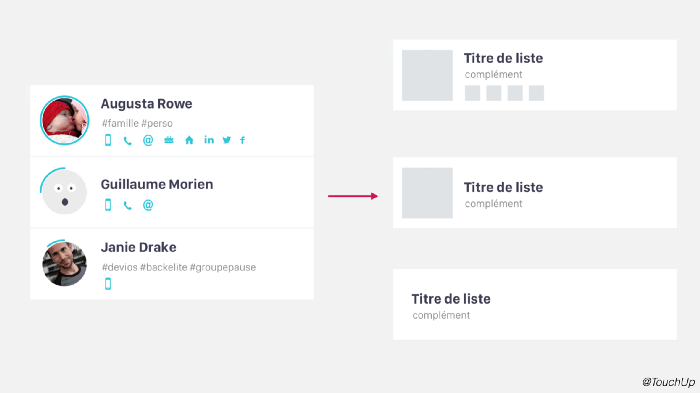 Augusta Rowe
#famille #perso
Guillaume Morien
Janie Drake
#devios #backelite #groupepause
Titre de liste
complément
Titre de liste
complément
Titre de liste
complément
@TouchUp